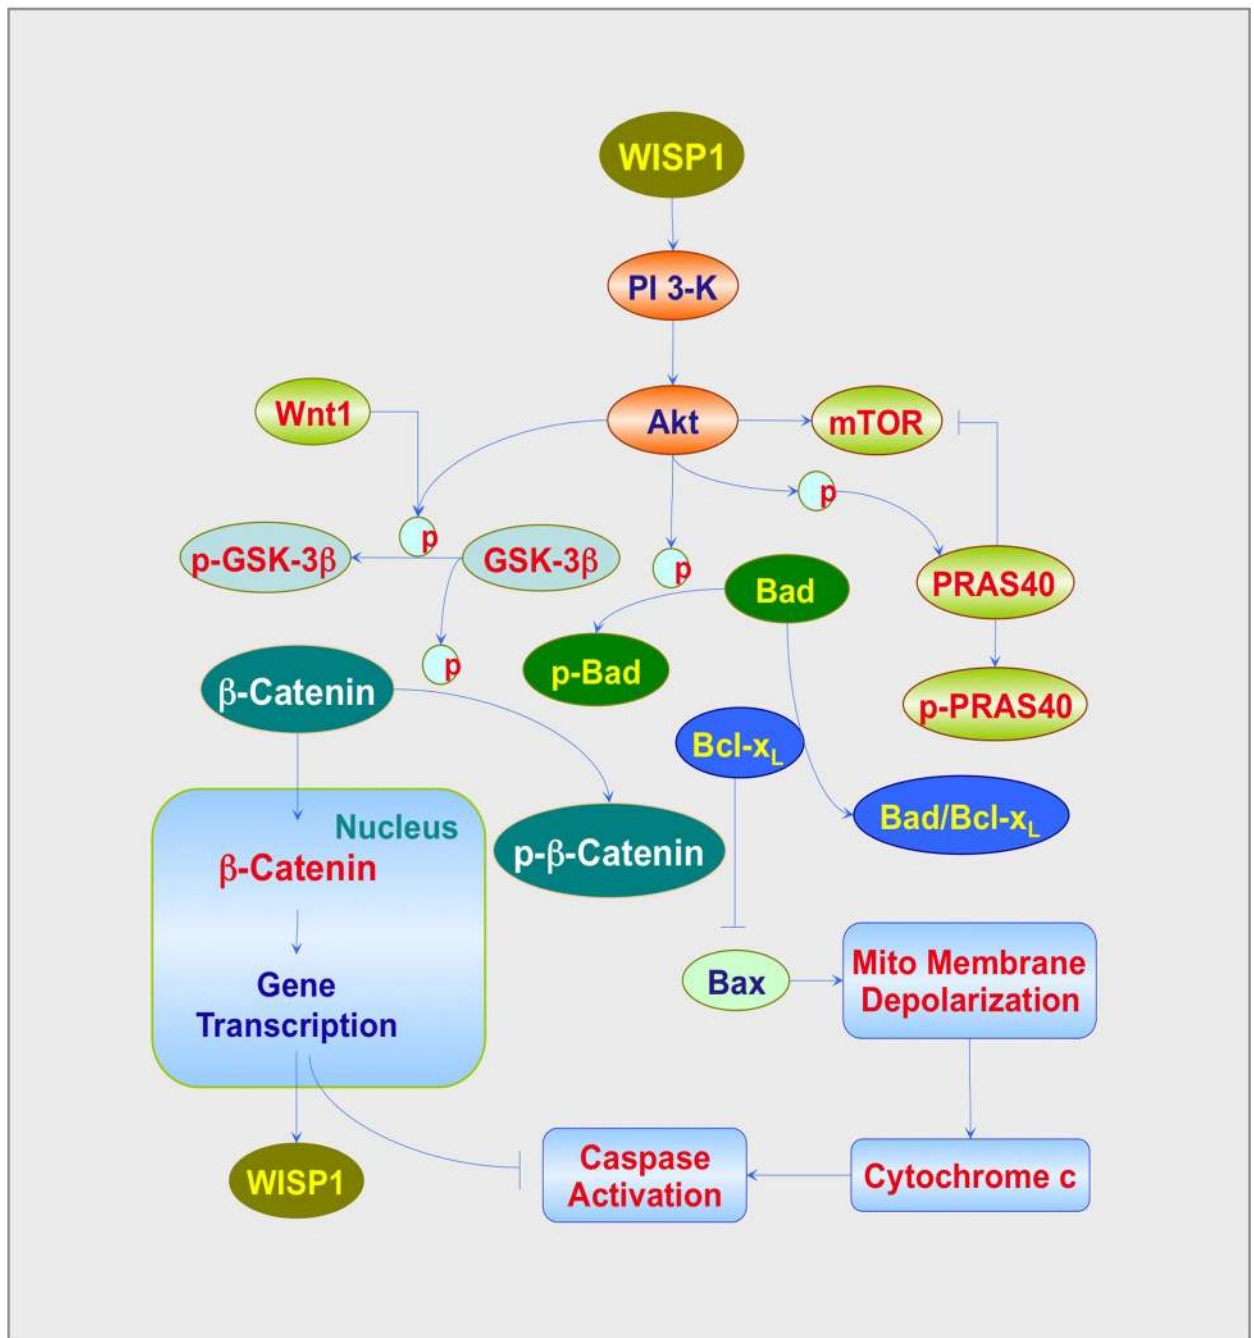 WISP1
PI 3-K
Wnt1
Akt
mTOR
p
p
p-GSK-3β
GSK-3β
p
Bad
PRAS40
p
p-Bad
β-Catenin
p-PRAS40
Bcl-xL
Bad/Bcl-xL
Nucleus
β-Catenin
p-β-Catenin
Gene
Transcription
Bax
Mito Membrane
Depolarization
WISP1
Caspase
Activation
Cytochrome c